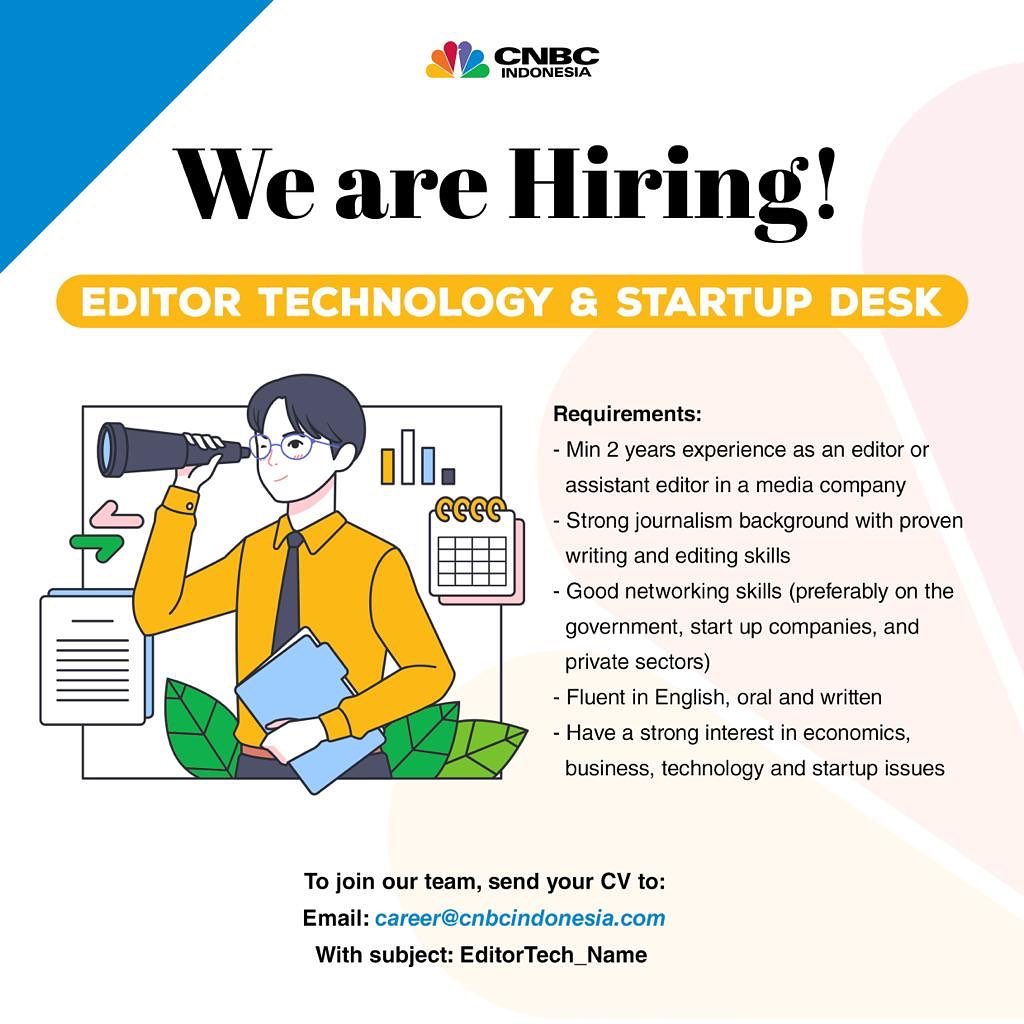 CNBC
INDONESIA
We are Hiring!
EDITOR TECHNOLOGY & STARTUP DESK
Requirements:
- Min 2 years experience as an editor or
assistant editor in a media company
- Strong journalism background with proven
writing and editing skills
- Good networking skills (preferably on the
government, start up companies, and
private sectors)
- Fluent in English, oral and written
- Have a strong interest in economics,
business, technology and startup issues
To join our team, send your CV to:
Email: career@cnbcindonesia.com
With subject: EditorTech_Name